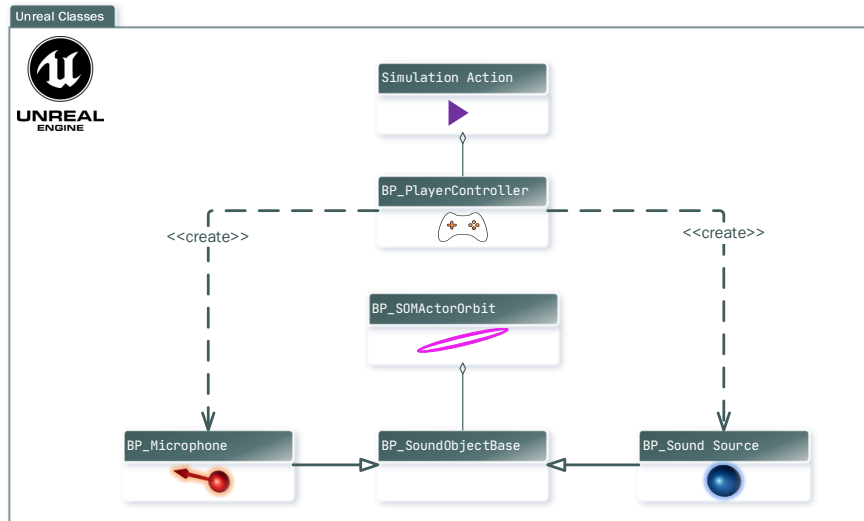 Unreal Classes
UNREAL
ENGINE
Simulation Action
BP_PlayerController
<<create>>
<<create>>
BP_SOMActorOrbit
BP_Microphone
BP_SoundObjectBase
BP_Sound Source